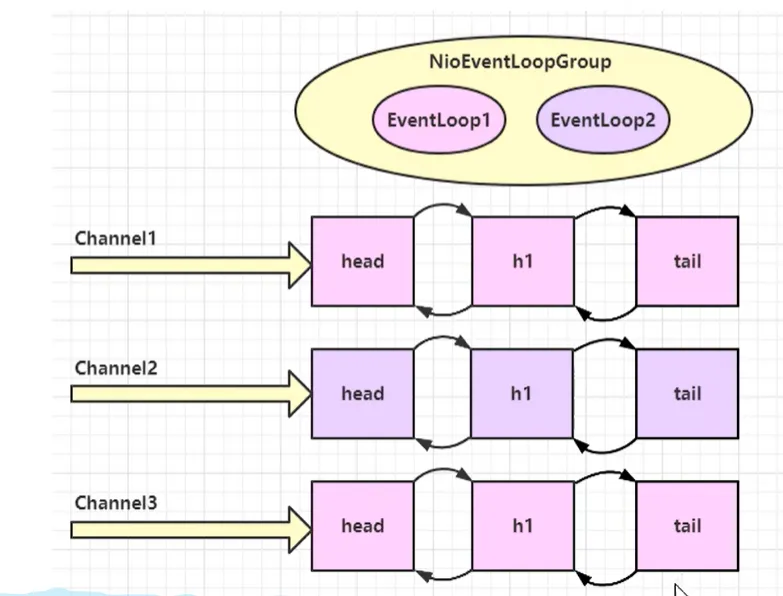 NioEventLoopGroup
EventLoop1 EventLoop2
Channel1
head h1 tail
Channel2
head h1 tail
Channel3
head h1 tail